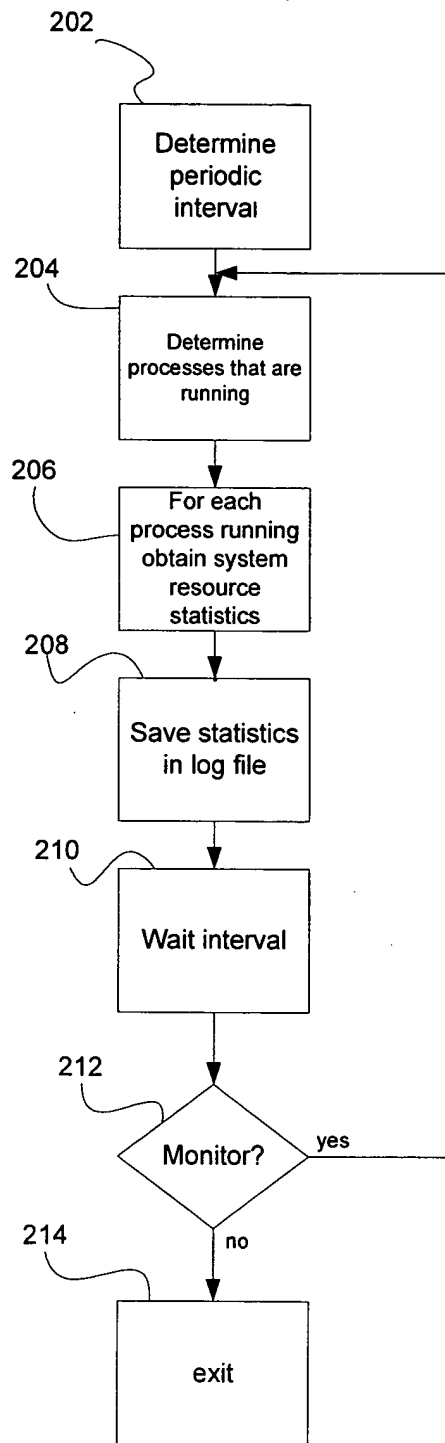 202
Determine
periodic
interval
204
Determine
processes that are
running
206
For each
process running
obtain system
resource
statistics
208
Save statistics
in log file
210
Wait interval
212
Monitor?
yes
no
214
exit